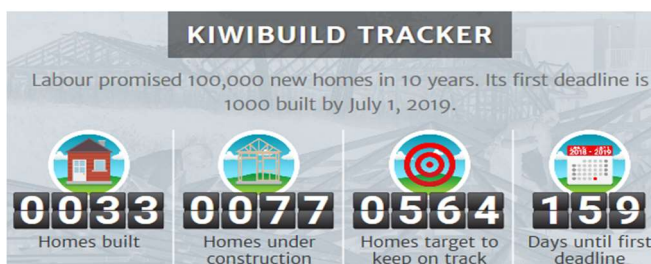 KIWIBUILD TRACKER
Labour promised 100,000 new homes in 10 years. Its first deadline is
1000 built by July 1, 2019.
2018 - 2019
0033 0077 0564 159
Homes built Homes under Homes target to Days until first
construction keep on track deadline